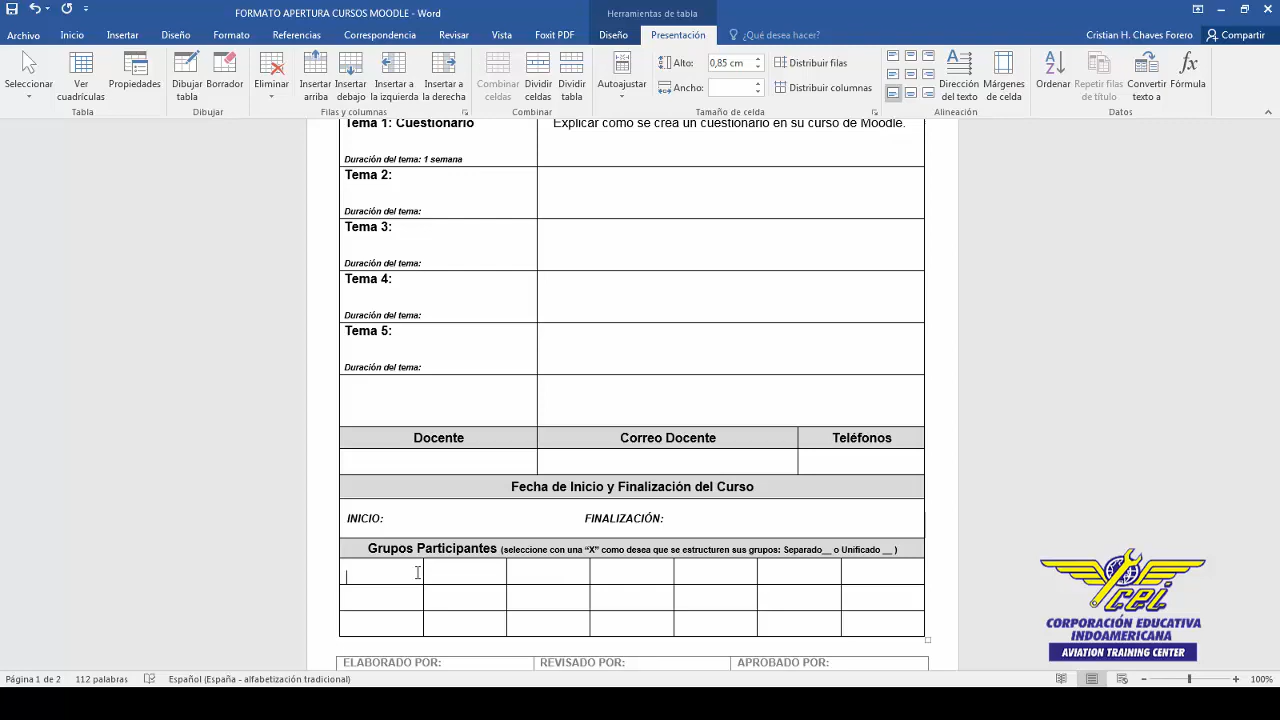 FORMATO APERTURA CURSOS MOODLE - Word
Herramientas de tabla
Archivo Inicio Insertar Diseño Formato Referencias Correspondencia Revisar Vista Foxit PDF Diseño Presentación ¿Qué desea hacer? Cristian H. Chaves Forero Compartir
Seleccionar
Ver cuadrículas
Propiedades
Dibujar tabla
Borrador
Eliminar
Insertar arriba
Insertar debajo
Insertar a la izquierda
Insertar a la derecha
Combinar celdas
Dividir celdas
Dividir tabla
Autoajustar
Alto: 0,85 cm
Ancho:
Distribuir filas
Distribuir columnas
Dirección del texto
Márgenes de celda
Ordenar
Repetir filas de título
Convertir texto a
Fórmula
Tabla Dibujar Filas y columnas Combinar Tamaño de celda Alineación Datos
Tema 1: Cuestionario
Explicar como se crea un cuestionario en su curso de Moodle.
Duración del tema: 1 semana
Tema 2:
Duración del tema:
Tema 3:
Duración del tema:
Tema 4:
Duración del tema:
Tema 5:
Duración del tema:
Docente Correo Docente Teléfonos
Fecha de Inicio y Finalización del Curso
INICIO: FINALIZACIÓN:
Grupos Participantes (seleccione con una “X” como desea que se estructuren sus grupos: Separado__ o Unificado __ )
ELABORADO POR: REVISADO POR: APROBADO POR:
cei
CORPORACIÓN EDUCATIVA
INDOAMERICANA
AVIATION TRAINING CENTER
Página 1 de 2 112 palabras Español (España - alfabetización tradicional) 100%